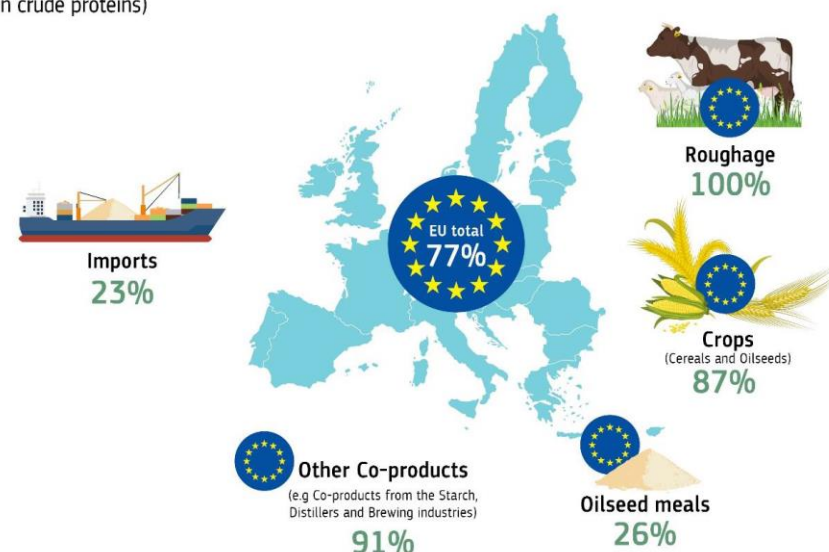 n crude proteins)
Roughage
100%
EU total
77%
Imports
23%
Crops
(Cereals and Oilseeds)
87%
Other Co-products
(e.g Co-products from the Starch,
Distillers and Brewing industries)
91%
Oilseed meals
26%